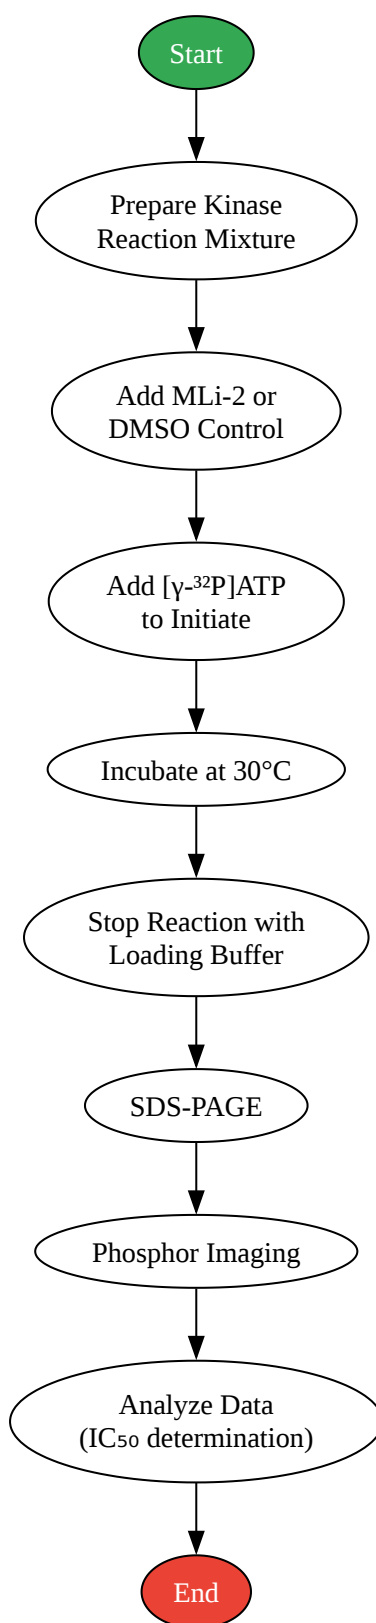 Start
Prepare Kinase
Reaction Mixture
Add MLi-2 or
DMSO Control
Add [γ-³²P]ATP
to Initiate
Incubate at 30°C
Stop Reaction with
Loading Buffer
SDS-PAGE
Phosphor Imaging
Analyze Data
(IC₅₀ determination)
End